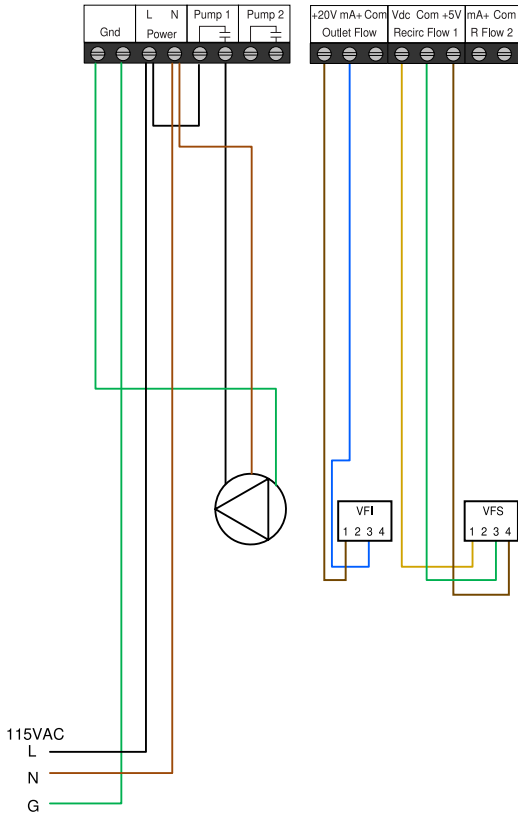 L N Pump 1 Pump 2
Gnd Power
+20V mA+ Com Vdc Com +5V mA+ Com
Outlet Flow Recirc Flow 1 R Flow 2
VFI VFS
1 2 3 4 1 2 3 4
115VAC
L
N
G